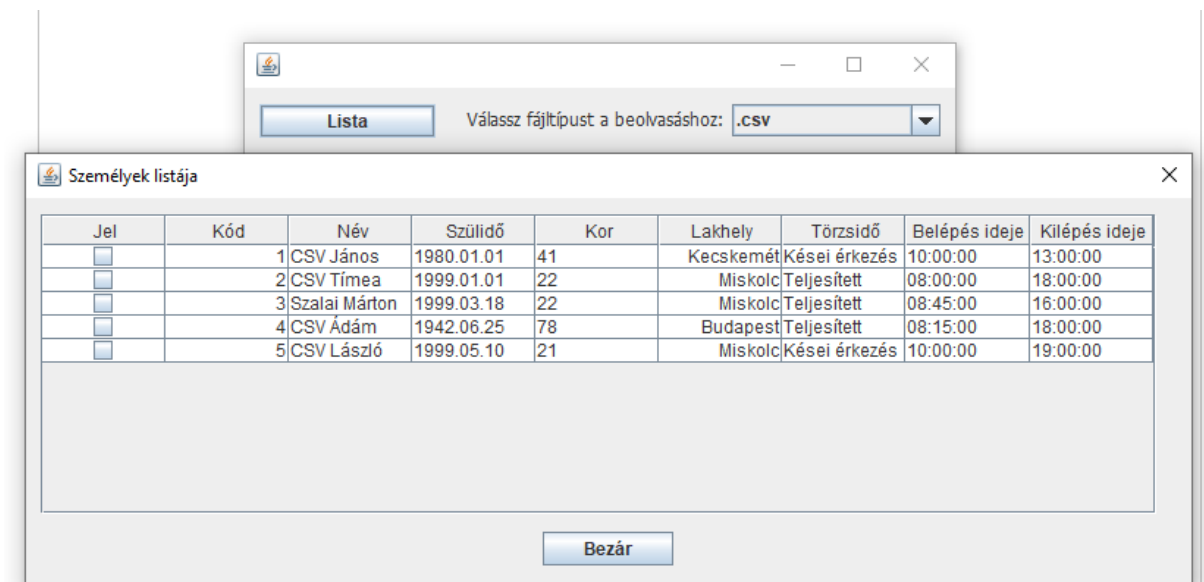 Lista Válassz fájltípust a beolvasáshoz: .csv
Személyek listája
Jel Kód Név Szülidő Kor Lakhely Törzsidő Belépés ideje Kilépés ideje
1 CSV János 1980.01.01 41 Kecskemét Kései érkezés 10:00:00 13:00:00
2 CSV Tímea 1999.01.01 22 Miskolc Teljesített 08:00:00 18:00:00
3 Szalai Márton 1999.03.18 22 Miskolc Teljesített 08:45:00 16:00:00
4 CSV Ádám 1942.06.25 78 Budapest Teljesített 08:15:00 18:00:00
5 CSV László 1999.05.10 21 Miskolc Kései érkezés 10:00:00 19:00:00
Bezár